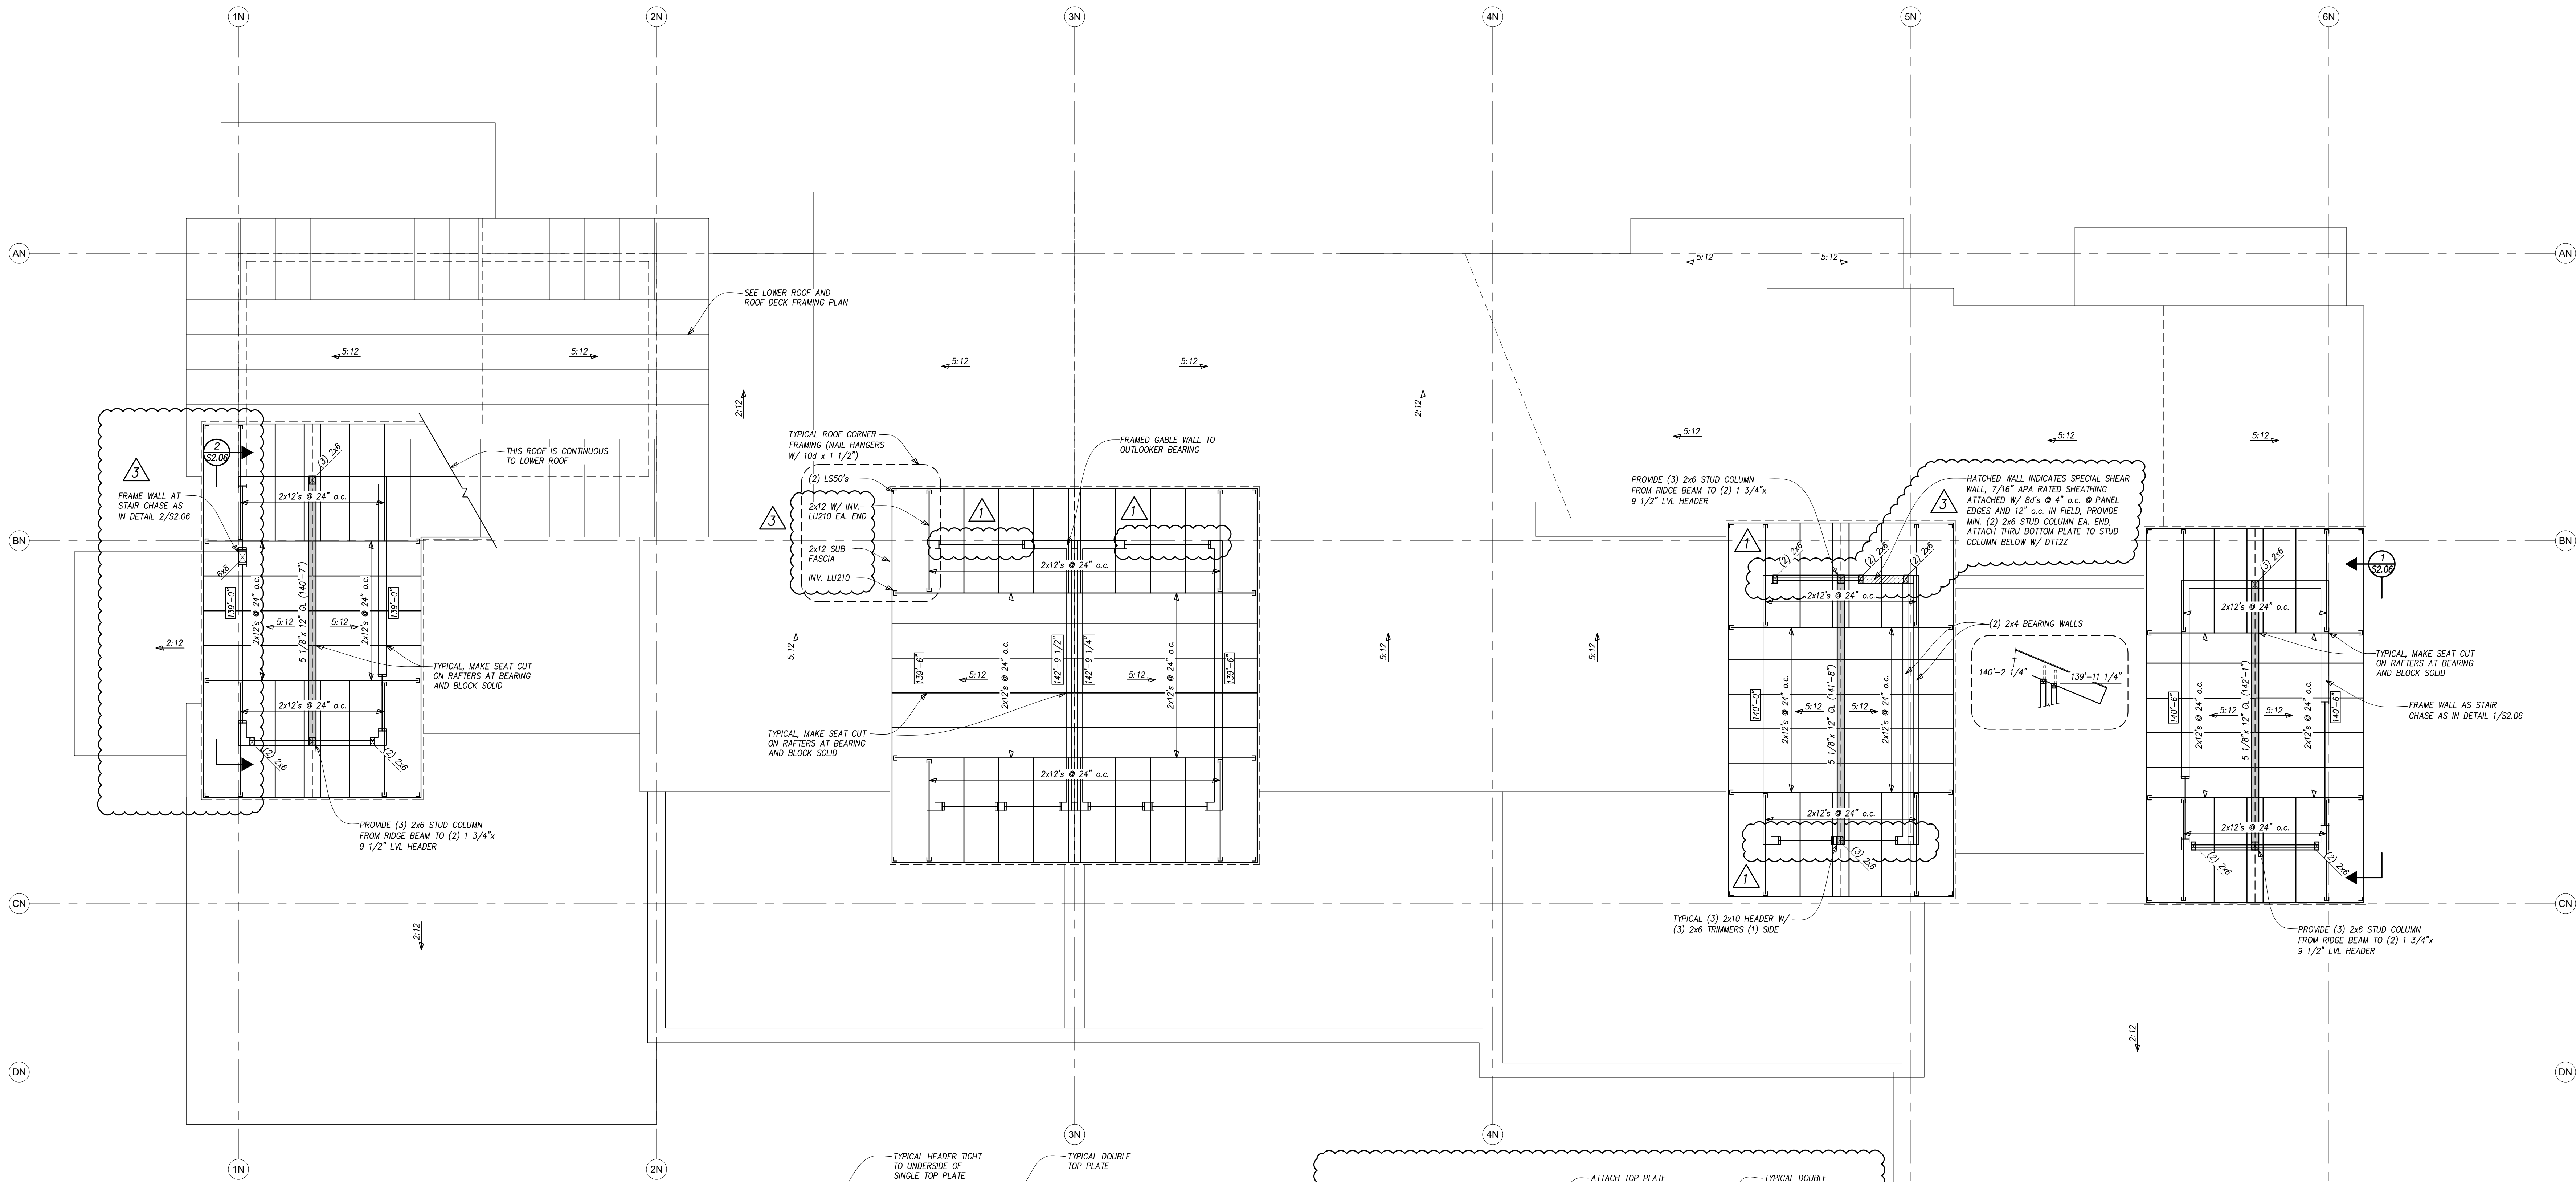 1N
2N
3N
4N
5N
6N
AN
AN
5:12
5:12
SEE LOWER ROOF AND
ROOF DECK FRAMING PLAN
5:12
5:12
5:12
5:12
2:12
2:12
3
2
S2.06
(3) 2x6
THIS ROOF IS CONTINUOUS
TO LOWER ROOF
FRAME WALL AT
STAIR CHASE AS
IN DETAIL 2/S2.06
2x12's @ 24" o.c.
6x8
139'-0"
2x12's @ 24" o.c.
5 1/8"x 12" GL (140'-7")
2x12's @ 24" o.c.
139'-0"
5:12
5:12
2:12
TYPICAL, MAKE SEAT CUT
ON RAFTERS AT BEARING
AND BLOCK SOLID
2x12's @ 24" o.c.
(2) 2x6
(2) 2x6
PROVIDE (3) 2x6 STUD COLUMN
FROM RIDGE BEAM TO (2) 1 3/4"x
9 1/2" LVL HEADER
2:12
TYPICAL ROOF CORNER
FRAMING (NAIL HANGERS
W/ 10d x 1 1/2")
(2) LS50's
3
2x12 W/ INV.
LU210 EA. END
2x12 SUB
FASCIA
INV. LU210
1
1
FRAMED GABLE WALL TO
OUTLOOKER BEARING
2x12's @ 24" o.c.
5:12
139'-6"
5:12
2x12's @ 24" o.c.
142'-9 1/2"
142'-9 1/4"
5:12
2x12's @ 24" o.c.
139'-6"
TYPICAL, MAKE SEAT CUT
ON RAFTERS AT BEARING
AND BLOCK SOLID
2x12's @ 24" o.c.
5:12
5:12
5:12
5:12
5:12
PROVIDE (3) 2x6 STUD COLUMN
FROM RIDGE BEAM TO (2) 1 3/4"x
9 1/2" LVL HEADER
HATCHED WALL INDICATES SPECIAL SHEAR
WALL, 7/16" APA RATED SHEATHING
ATTACHED W/ 8d's @ 4" o.c. @ PANEL
EDGES AND 12" o.c. IN FIELD, PROVIDE
MIN. (2) 2x6 STUD COLUMN EA. END,
ATTACH THRU BOTTOM PLATE TO STUD
COLUMN BELOW W/ DTT2Z
3
1
(2) 2x6
(2) 2x6
(2) 2x6
2x12's @ 24" o.c.
(2) 2x4 BEARING WALLS
140'-2 1/4"
139'-11 1/4"
140'-0"
2x12's @ 24" o.c.
5:12
5 1/8"x 12" GL (141'-8")
5:12
2x12's @ 24" o.c.
2x12's @ 24" o.c.
(3) 2x6
1
TYPICAL (3) 2x10 HEADER W/
(3) 2x6 TRIMMERS (1) SIDE
BN
BN
1
S2.06
(3) 2x6
2x12's @ 24" o.c.
TYPICAL, MAKE SEAT CUT
ON RAFTERS AT BEARING
AND BLOCK SOLID
140'-6"
2x12's @ 24" o.c.
5:12
5 1/8"x 12" GL (142'-1")
5:12
2x12's @ 24" o.c.
140'-6"
FRAME WALL AS STAIR
CHASE AS IN DETAIL 1/S2.06
2x12's @ 24" o.c.
(2) 2x6
(2) 2x6
CN
CN
PROVIDE (3) 2x6 STUD COLUMN
FROM RIDGE BEAM TO (2) 1 3/4"x
9 1/2" LVL HEADER
2:12
DN
DN
3N
4N
1N
2N
TYPICAL HEADER TIGHT
TO UNDERSIDE OF
SINGLE TOP PLATE
TYPICAL DOUBLE
TOP PLATE
ATTACH TOP PLATE
TYPICAL DOUBLE